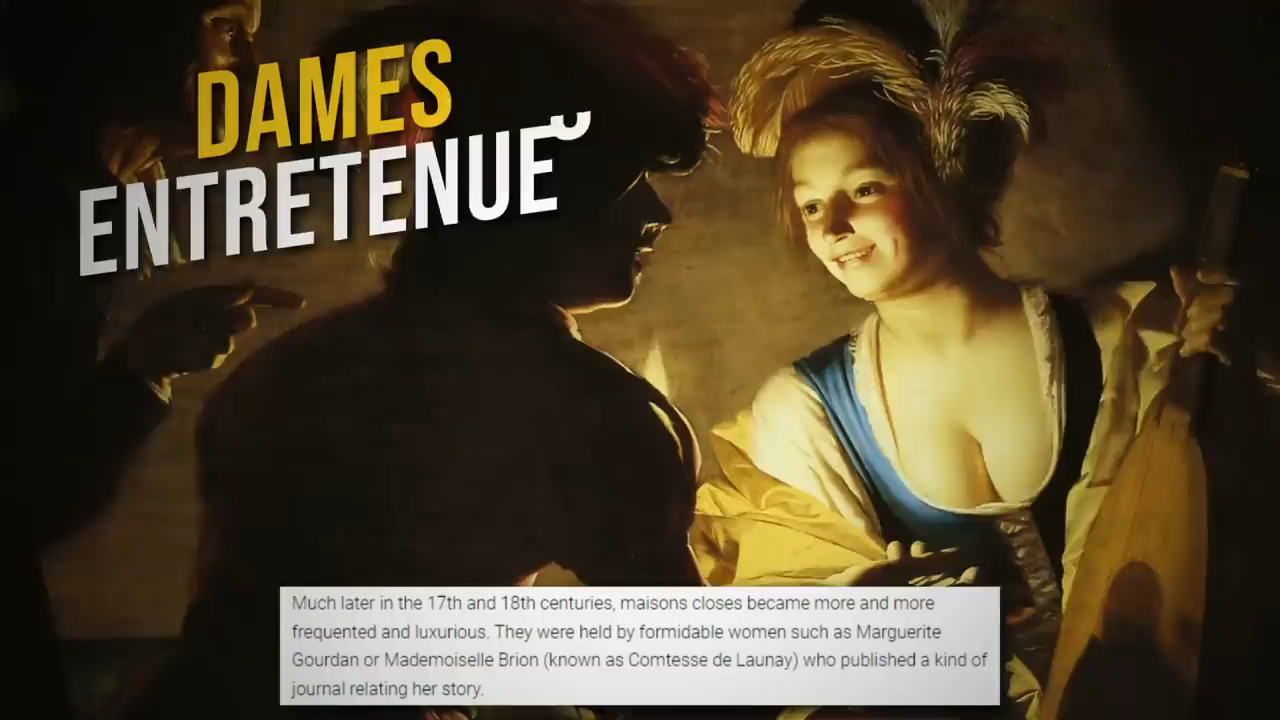 DAMES
ENTRETENUE
Much later in the 17th and 18th centuries, maisons closes became more and more
frequented and luxurious. They were held by formidable women such as Marguerite
Gourdan or Mademoiselle Brion (known as Comtesse de Launay) who published a kind of
journal relating her story.